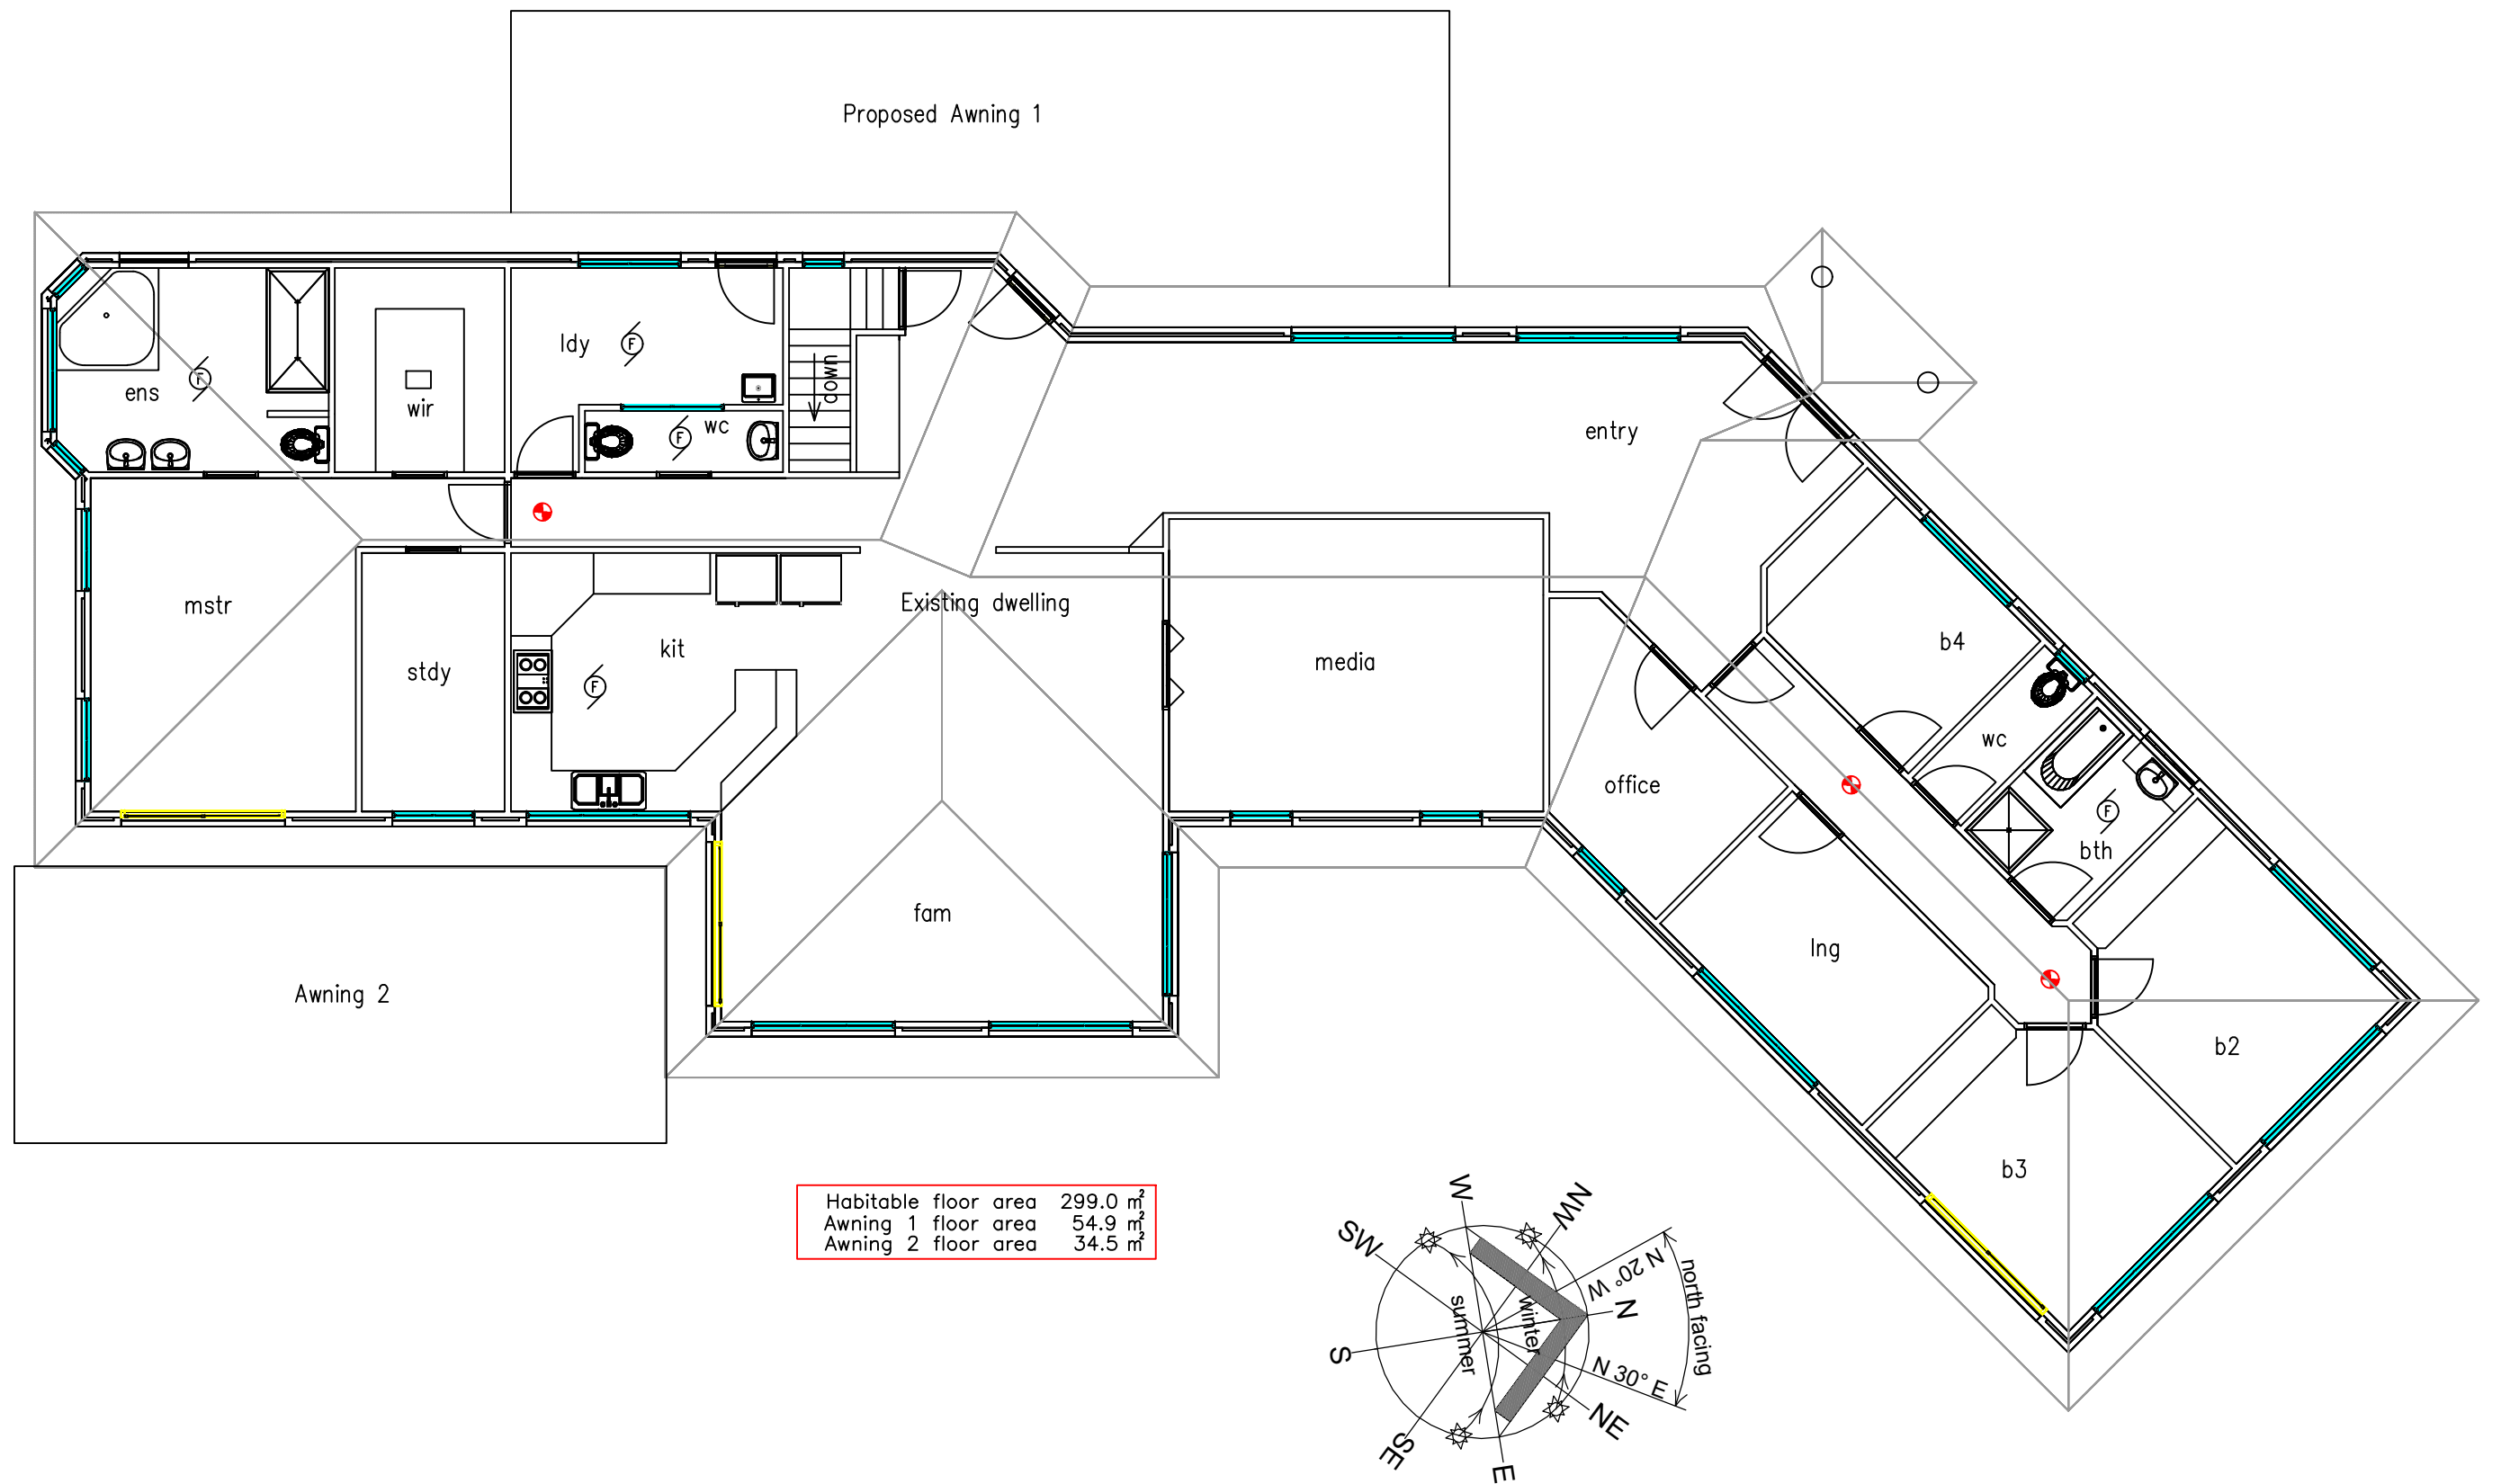 Proposed Awning 1
ldy
F
down
ens
F
wir
wc
F
entry
mstr
Existing dwelling
kit
stdy
F
media
b4
wc
office
bth
F
fam
lng
Awning 2
b2
b3
Habitable floor area 299.0 m²
Awning 1 floor area 54.9 m²
Awning 2 floor area 34.5 m²
W
NW
SW
N 20° W
north facing
N
summer
winter
S
N 30° E
NE
SE
E